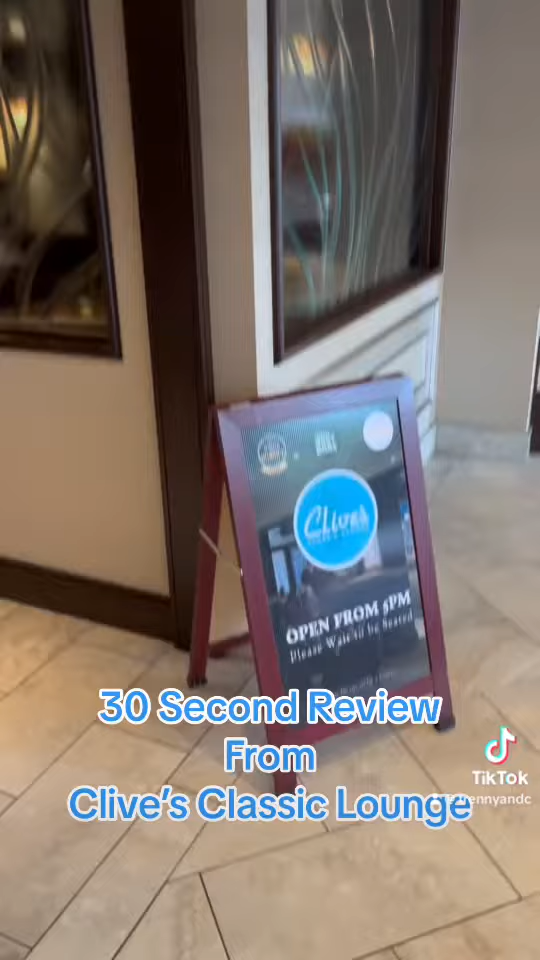 Clive's
OPEN FROM 5PM
Please Wait to be Seated
30 Second Review
From
Clive's Classic Lounge
TikTok